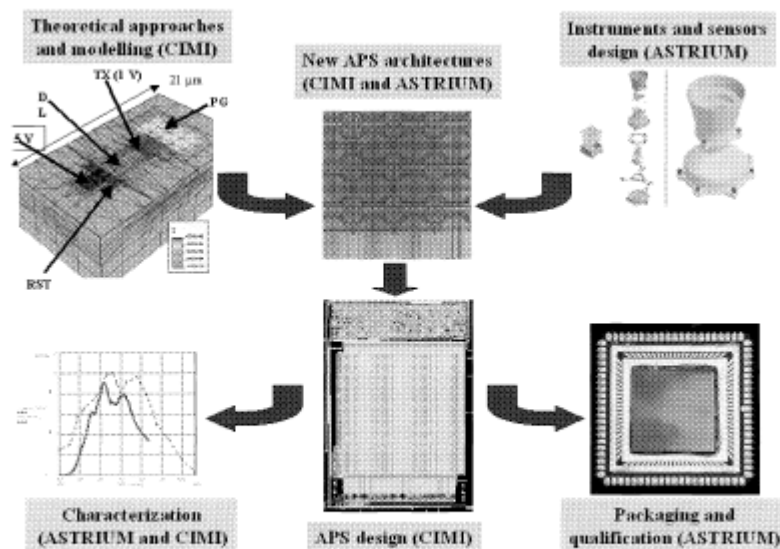 Theoretical approaches
and modelling (CIMI)
New APS architectures
(CIMI and ASTRIUM)
Instruments and sensors
design (ASTRIUM)
TX (1 V)
21 µm
PG
D
L
5 V
RST
Characterization
(ASTRIUM and CIMI)
APS design (CIMI)
Packaging and
qualification (ASTRIUM)